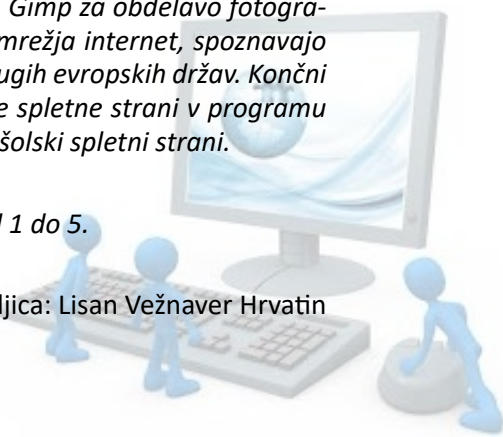 Gimp za obdelavo fotogra-
mrežja internet, spoznavajo
ugih evropskih držav. Končni
e spletne strani v programu
šolski spletni strani.
1 do 5.
ljica: Lisan Vežnaver Hrvatin